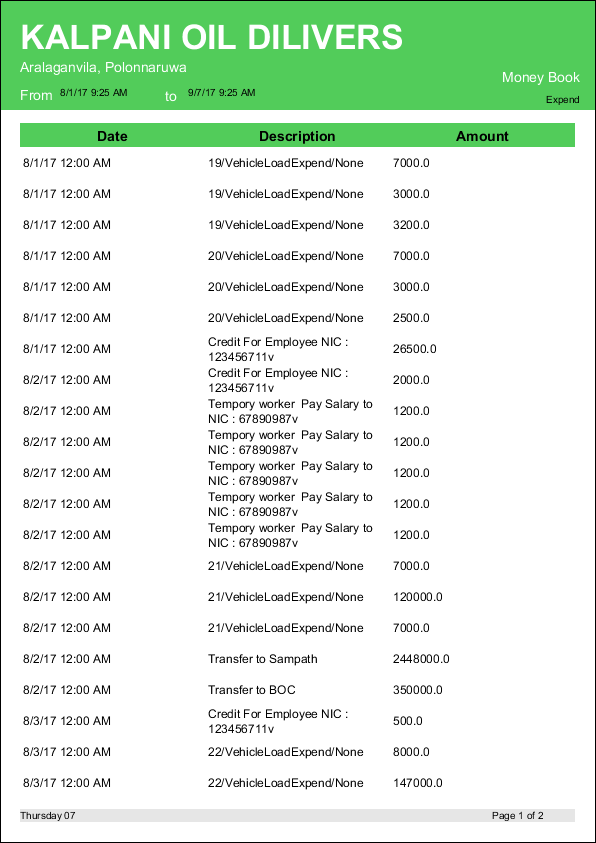 KALPANI OIL DILIVERS
Aralaganvila, Polonnaruwa
Money Book
From 8/1/17 9:25 AM to 9/7/17 9:25 AM
Expend
Date Description Amount
8/1/17 12:00 AM 19/VehicleLoadExpend/None 7000.0
8/1/17 12:00 AM 19/VehicleLoadExpend/None 3000.0
8/1/17 12:00 AM 19/VehicleLoadExpend/None 3200.0
8/1/17 12:00 AM 20/VehicleLoadExpend/None 7000.0
8/1/17 12:00 AM 20/VehicleLoadExpend/None 3000.0
8/1/17 12:00 AM 20/VehicleLoadExpend/None 2500.0
8/1/17 12:00 AM Credit For Employee NIC : 26500.0
123456711v
8/2/17 12:00 AM Credit For Employee NIC : 2000.0
123456711v
8/2/17 12:00 AM Tempory worker  Pay Salary to 1200.0
NIC : 67890987v
8/2/17 12:00 AM Tempory worker  Pay Salary to 1200.0
NIC : 67890987v
8/2/17 12:00 AM Tempory worker  Pay Salary to 1200.0
NIC : 67890987v
8/2/17 12:00 AM Tempory worker  Pay Salary to 1200.0
NIC : 67890987v
8/2/17 12:00 AM Tempory worker  Pay Salary to 1200.0
NIC : 67890987v
8/2/17 12:00 AM 21/VehicleLoadExpend/None 7000.0
8/2/17 12:00 AM 21/VehicleLoadExpend/None 120000.0
8/2/17 12:00 AM 21/VehicleLoadExpend/None 7000.0
8/2/17 12:00 AM Transfer to Sampath 2448000.0
8/2/17 12:00 AM Transfer to BOC 350000.0
8/3/17 12:00 AM Credit For Employee NIC : 500.0
123456711v
8/3/17 12:00 AM 22/VehicleLoadExpend/None 8000.0
8/3/17 12:00 AM 22/VehicleLoadExpend/None 147000.0
Thursday 07 Page 1 of 2